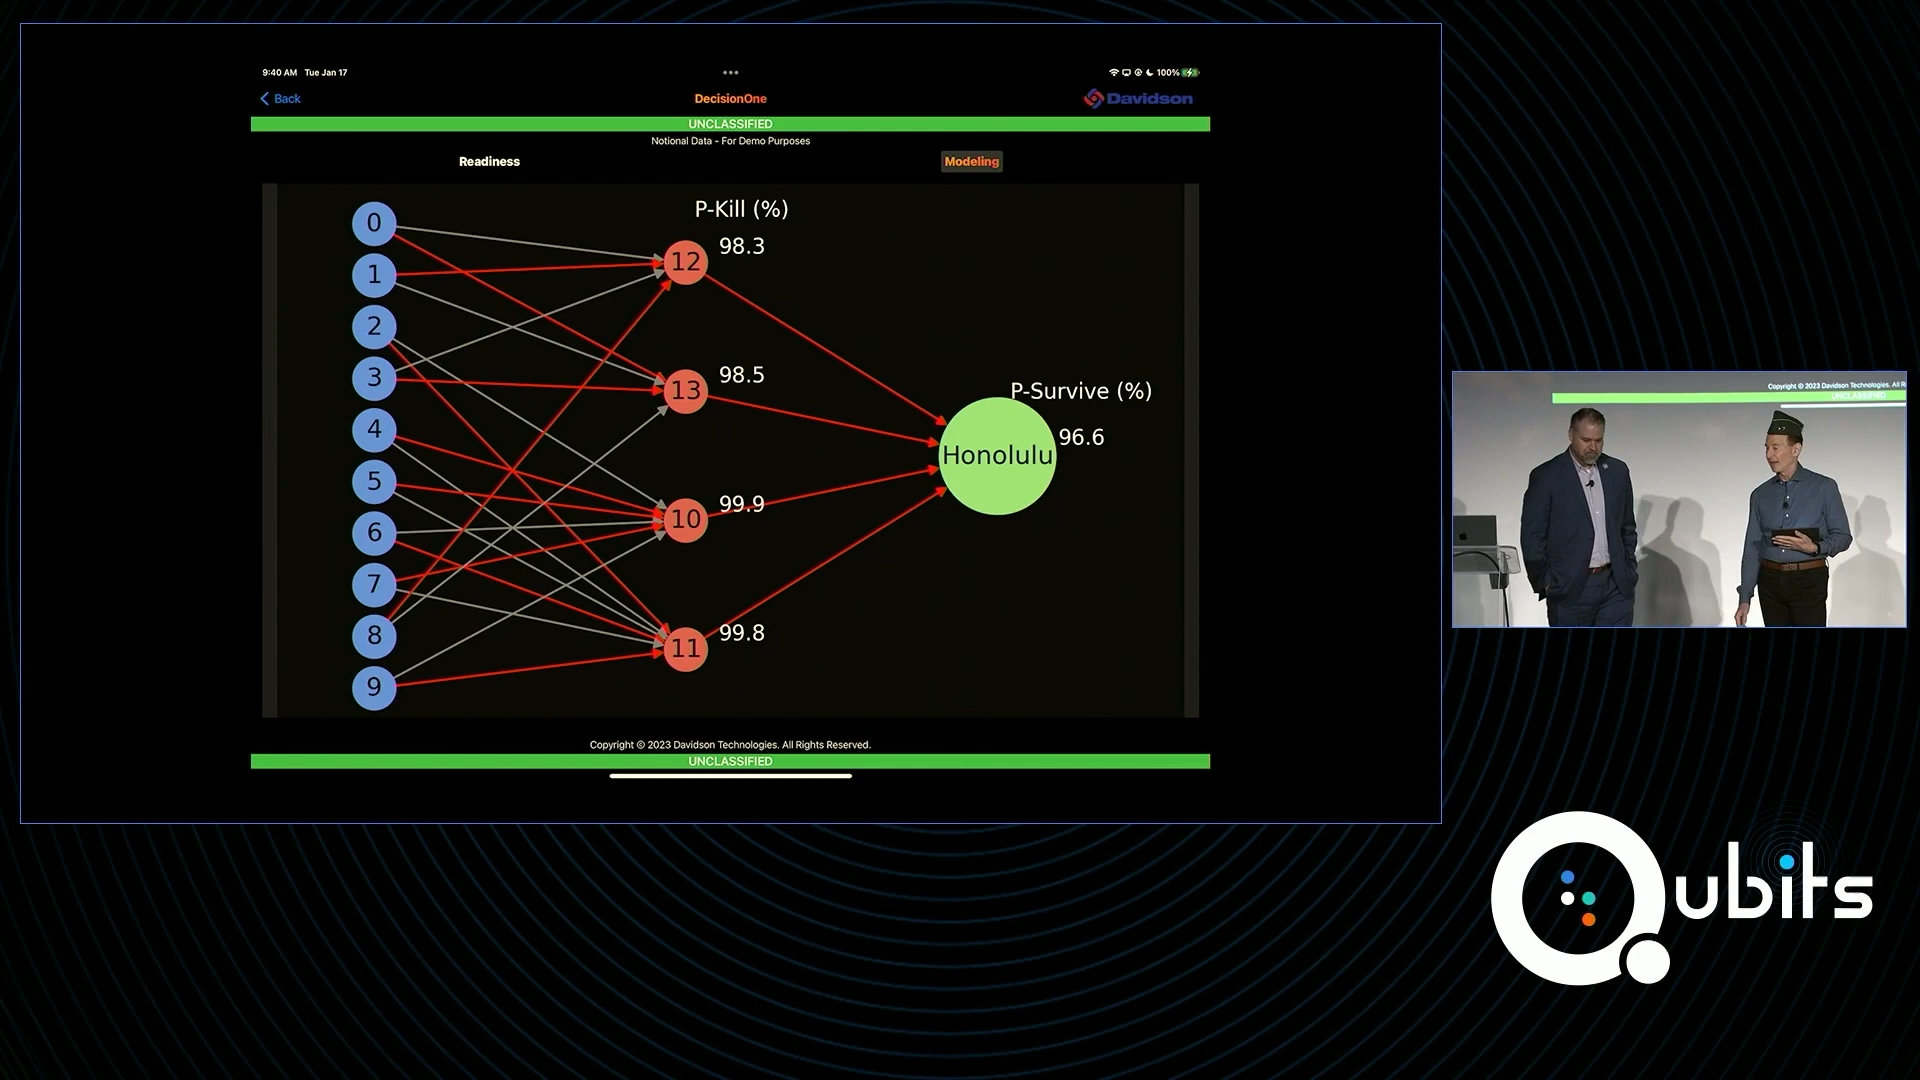 9:40 AM Tue Jan 17
100%
Back
DecisionOne
Davidson
UNCLASSIFIED
Notional Data - For Demo Purposes
Readiness
Modeling
P-Kill (%)
0
98.3
12
1
2
98.5
3
13
P-Survive (%)
4
96.6
Honolulu
5
99.9
10
6
7
99.8
8
11
9
Copyright © 2023 Davidson Technologies. All Rights Reserved.
UNCLASSIFIED
Copyright © 2023 Davidson Technologies. All R
UNCLASSIFIED
Qubits